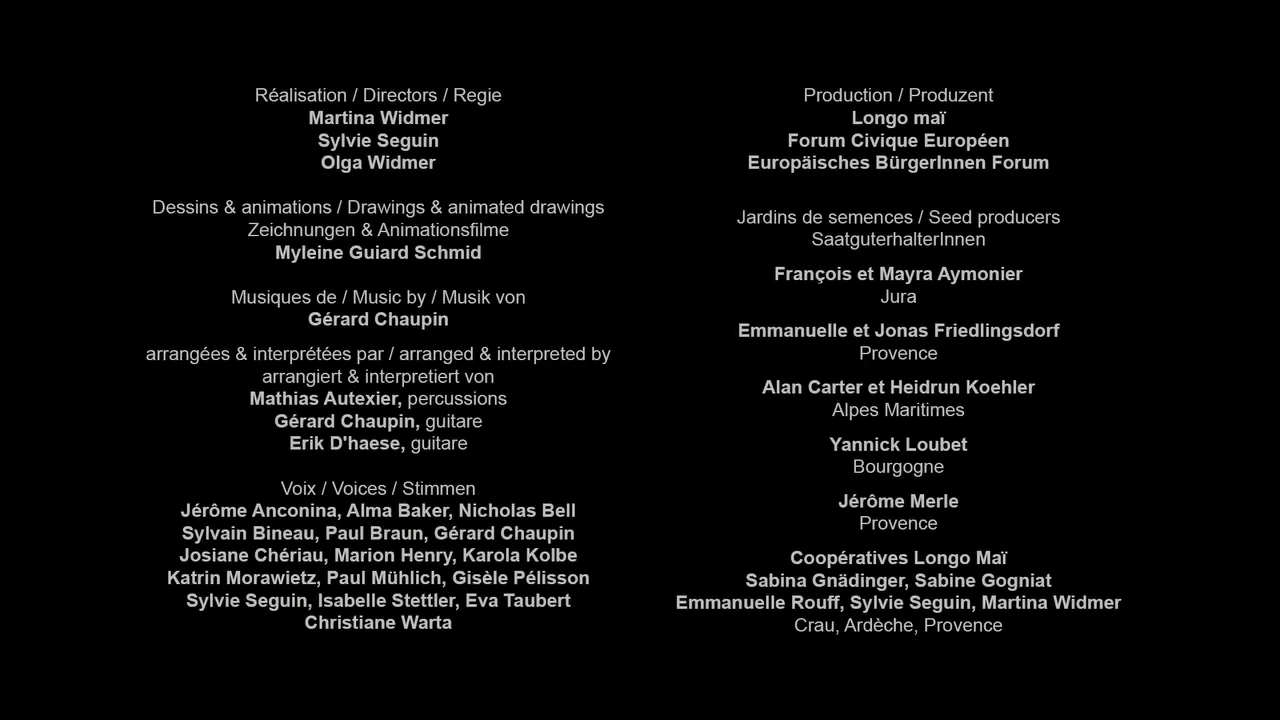 Réalisation / Directors / Regie
Martina Widmer
Sylvie Seguin
Olga Widmer
Dessins & animations / Drawings & animated drawings
Zeichnungen & Animationsfilme
Myleine Guiard Schmid
Musiques de / Music by / Musik von
Gérard Chaupin
arrangées & interprétées par / arranged & interpreted by
arrangiert & interpretiert von
Mathias Autexier, percussions
Gérard Chaupin, guitare
Erik D'haese, guitare
Voix / Voices / Stimmen
Jérôme Anconina, Alma Baker, Nicholas Bell
Sylvain Bineau, Paul Braun, Gérard Chaupin
Josiane Chériau, Marion Henry, Karola Kolbe
Katrin Morawietz, Paul Mühlich, Gisèle Pélisson
Sylvie Seguin, Isabelle Stettler, Eva Taubert
Christiane Warta
Production / Produzent
Longo maï
Forum Civique Européen
Europäisches BürgerInnen Forum
Jardins de semences / Seed producers
SaatguterhalterInnen
François et Mayra Aymonier
Jura
Emmanuelle et Jonas Friedlingsdorf
Provence
Alan Carter et Heidrun Koehler
Alpes Maritimes
Yannick Loubet
Bourgogne
Jérôme Merle
Provence
Coopératives Longo Maï
Sabina Gnädinger, Sabine Gogniat
Emmanuelle Rouff, Sylvie Seguin, Martina Widmer
Crau, Ardèche, Provence